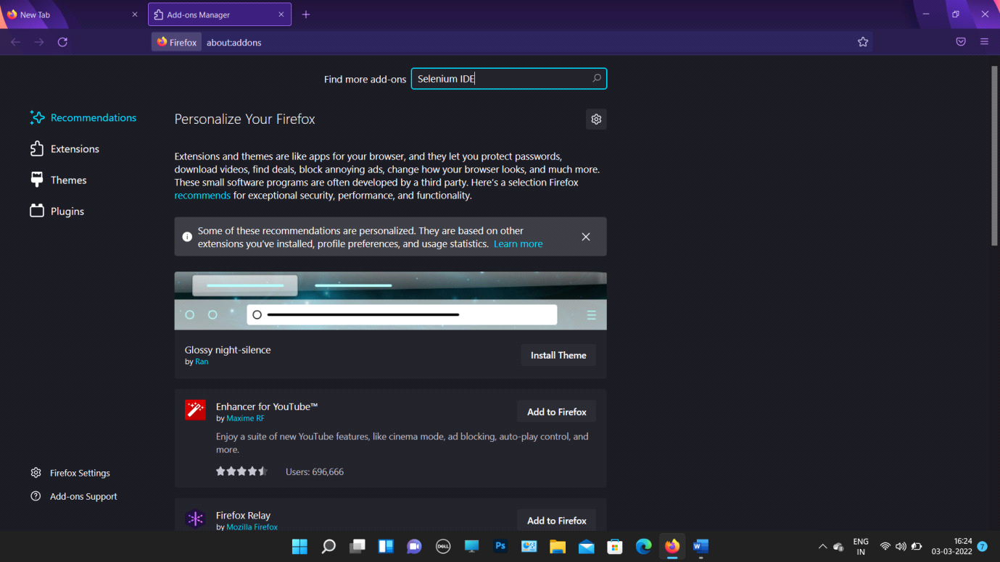 New Tab
Add-ons Manager
Firefox about:addons
Find more add-ons Selenium IDE
Recommendations
Extensions
Themes
Plugins
Firefox Settings
Add-ons Support
Personalize Your Firefox
Extensions and themes are like apps for your browser, and they let you protect passwords,
download videos, find deals, block annoying ads, change how your browser looks, and much more.
These small software programs are often developed by a third party. Here's a selection Firefox
recommends for exceptional security, performance, and functionality.
Some of these recommendations are personalized. They are based on other
extensions you've installed, profile preferences, and usage statistics. Learn more
Glossy night-silence
by Ran
Install Theme
Enhancer for YouTube™
by Maxime RF
Add to Firefox
Enjoy a suite of new YouTube features, like cinema mode, ad blocking, auto-play control, and
more.
Users: 696,666
Firefox Relay
by Mozilla Firefox
Add to Firefox
DELL
Ps
W
ENG
IN
16:24
03-03-2022
7